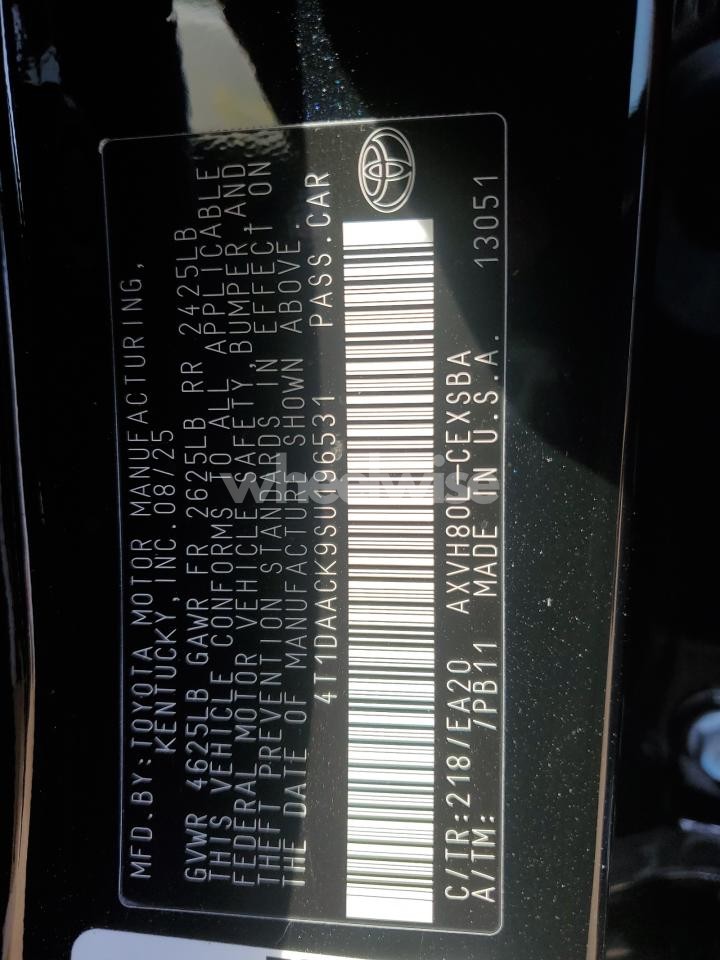 MFD.BY:TOYOTA MOTOR MANUFACTURING,
KENTUCKY,INC.08/25
GVWR 4625LB GAWR FR 2625LB RR 2425LB
THIS VEHICLE CONFORMS TO ALL APPLICABLE
FEDERAL MOTOR VEHICLE SAFETY, BUMPER,AND
THEFT PREVENTION STANDARDS IN EFFECT ON
THE DATE OF MANUFACTURE SHOWN ABOVE.
4T1DAACK9SU196531 PASS.CAR
C/TR:218/EA20 AXVH80L-CEXSBA
A/TM: /PB11 MADE IN U.S.A. 13051
wheelwise